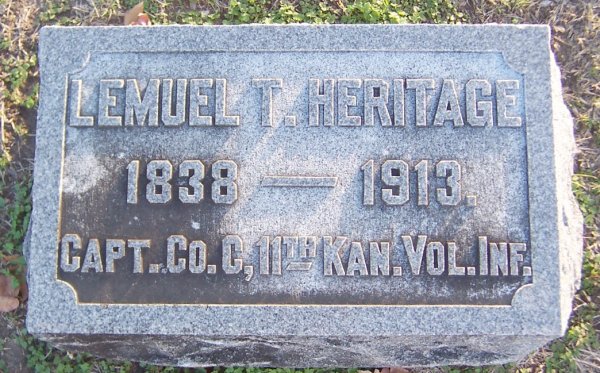 LEMUEL T. HERITAGE
1838 — 1913.
CAPT. CO. C, 11TH KAN. VOL. INF.